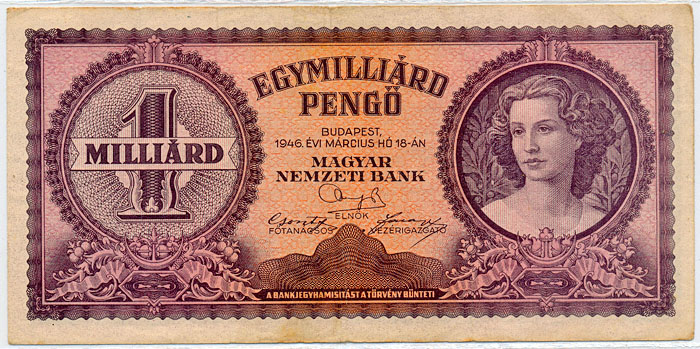 1
MILLIÁRD
EGYMILLIÁRD
PENGŐ
BUDAPEST,
1946. ÉVI MÁRCIUS HÓ 18-ÁN
MAGYAR
NEMZETI BANK
ELNÖK
FŐTANÁCSOS VEZÉRIGAZGATÓ
A BANKJEGYHAMISÍTÁST A TÖRVÉNY BÜNTETI